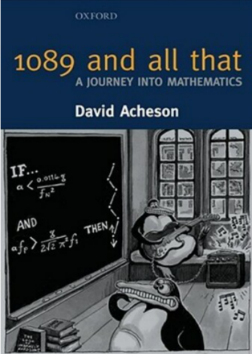 OXFORD
1089 and all that
A JOURNEY INTO MATHEMATICS
David Acheson
IF...
AND
THEN